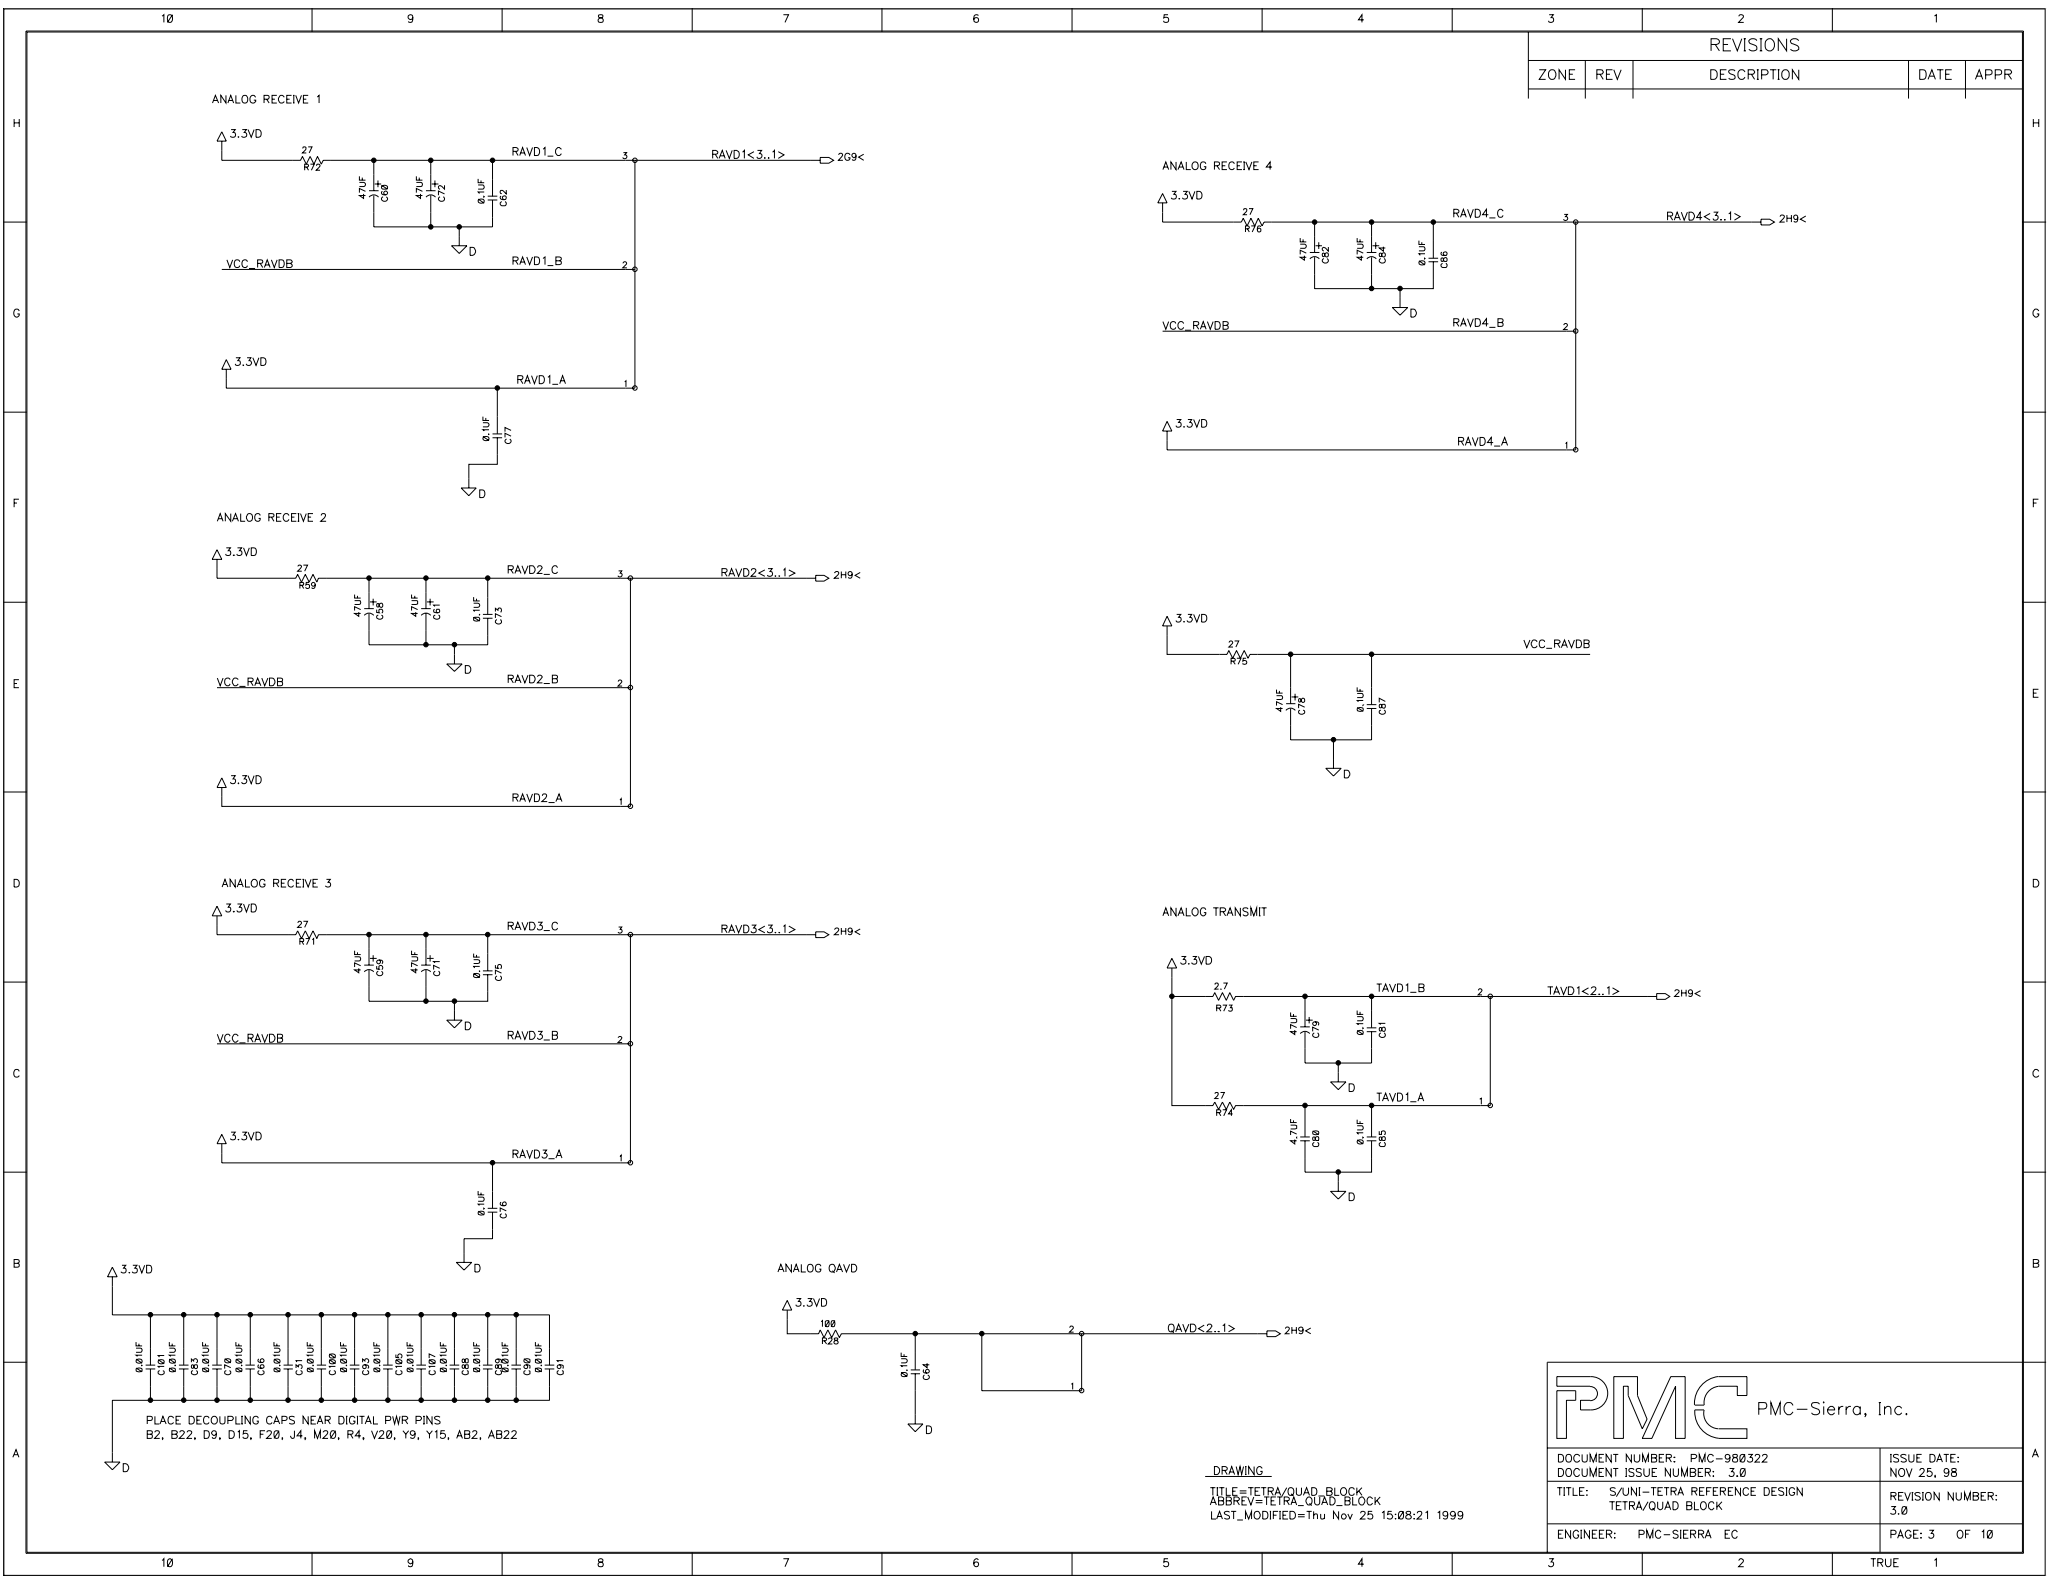 10 9 8 7 6 5 4 3 2 1
REVISIONS
ZONE REV DESCRIPTION DATE APPR
H H
G G
F F
E E
D D
C C
B B
A A
ANALOG RECEIVE 1
3.3VD
27
R72
RAVD1_C 3
RAVD1<3..1> 2G9<
47UF C60
47UF C72
0.1UF C62
D
VCC_RAVDB RAVD1_B 2
3.3VD
RAVD1_A 1
0.1UF C77
D
ANALOG RECEIVE 2
3.3VD
27
R59
RAVD2_C 3
RAVD2<3..1> 2H9<
47UF C58
47UF C61
0.1UF C73
D
VCC_RAVDB RAVD2_B 2
3.3VD
RAVD2_A 1
ANALOG RECEIVE 3
3.3VD
27
R71
RAVD3_C 3
RAVD3<3..1> 2H9<
47UF C59
47UF C71
0.1UF C75
D
VCC_RAVDB RAVD3_B 2
3.3VD
RAVD3_A 1
0.1UF C76
D
3.3VD
0.01UF C101
0.01UF C83
0.01UF C70
0.01UF C66
0.01UF C31
0.01UF C100
0.01UF C93
0.01UF C105
0.01UF C107
0.01UF C88
0.01UF C89
0.01UF C90
0.01UF C91
PLACE DECOUPLING CAPS NEAR DIGITAL PWR PINS
B2, B22, D9, D15, F20, J4, M20, R4, V20, Y9, Y15, AB2, AB22
D
ANALOG RECEIVE 4
3.3VD
27
R76
RAVD4_C 3
RAVD4<3..1> 2H9<
47UF C82
47UF C84
0.1UF C86
D
VCC_RAVDB RAVD4_B 2
3.3VD
RAVD4_A 1
3.3VD
27
R75
VCC_RAVDB
47UF C78
0.1UF C87
D
ANALOG TRANSMIT
3.3VD
2.7
R73
TAVD1_B 2
TAVD1<2..1> 2H9<
47UF C79
0.1UF C81
D
27
R74
TAVD1_A 1
4.7UF C80
0.1UF C85
D
ANALOG QAVD
3.3VD
100
R28
2
QAVD<2..1> 2H9<
0.1UF C64
1
D
DRAWING
TITLE=TETRA/QUAD_BLOCK
ABBREV=TETRA_QUAD_BLOCK
LAST_MODIFIED=Thu Nov 25 15:08:21 1999
PMC PMC-Sierra, Inc.
DOCUMENT NUMBER: PMC-980322
DOCUMENT ISSUE NUMBER: 3.0
ISSUE DATE:
NOV 25, 98
TITLE: S/UNI-TETRA REFERENCE DESIGN
TETRA/QUAD BLOCK
REVISION NUMBER:
3.0
ENGINEER: PMC-SIERRA EC
PAGE: 3 OF 10
10 9 8 7 6 5 4 3 2 TRUE 1